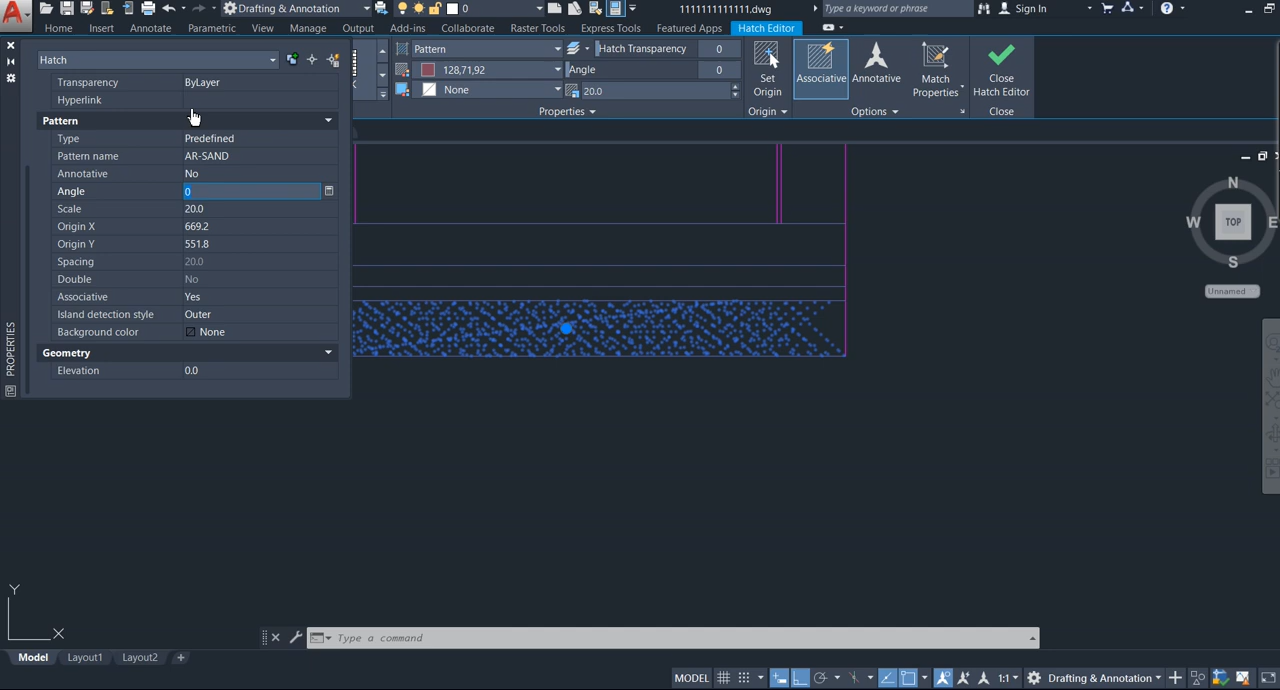 Drafting & Annotation 0 1111111111111.dwg Type a keyword or phrase Sign In
Home Insert Annotate Parametric View Manage Output Add-ins Collaborate Raster Tools Express Tools Featured Apps Hatch Editor
Hatch
Transparency ByLayer
Hyperlink
Pattern
Type Predefined
Pattern name AR-SAND
Annotative No
Angle 0
Scale 20.0
Origin X 669.2
Origin Y 551.8
Spacing 20.0
Double No
Associative Yes
Island detection style Outer
Background color None
Geometry
Elevation 0.0
PROPERTIES
Pattern Hatch Transparency 0
128,71,92 Angle 0
None 20.0
Properties
Set
Origin
Origin
Associative
Annotative
Match
Properties
Options
Close
Hatch Editor
Close
N
W TOP E
S
Unnamed
Y
X
Type a command
Model Layout1 Layout2 +
MODEL 1:1 Drafting & Annotation